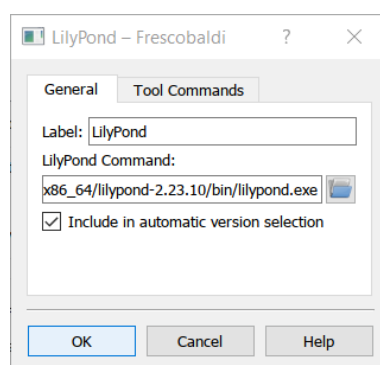 LilyPond – Frescobaldi ?
General Tool Commands
Label: LilyPond
LilyPond Command:
x86_64/lilypond-2.23.10/bin/lilypond.exe
Include in automatic version selection
OK Cancel Help